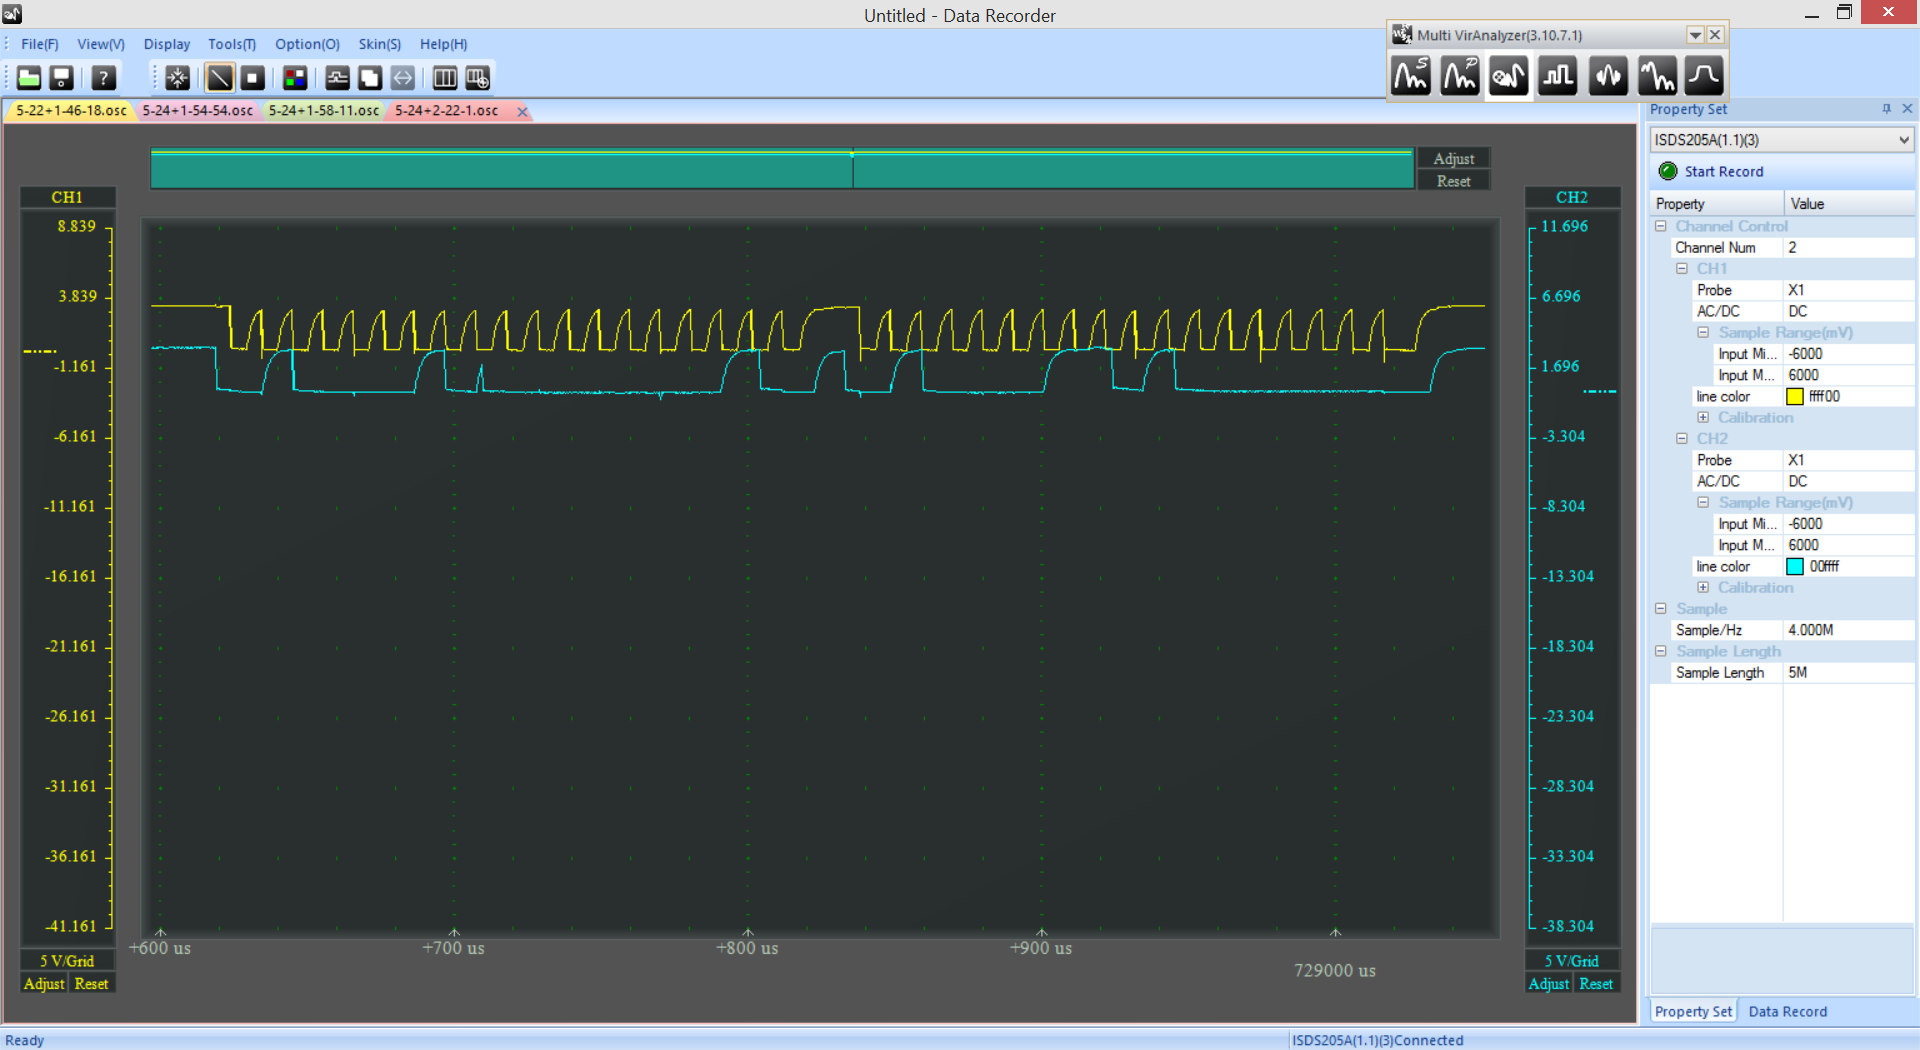 Untitled - Data Recorder
File(F) View(V) Display Tools(T) Option(O) Skin(S) Help(H)
Multi VirAnalyzer(3.10.7.1)
S P
?
5-22+1-46-18.osc 5-24+1-54-54.osc 5-24+1-58-11.osc 5-24+2-22-1.osc
Adjust
Reset
CH1
8.839
3.839
-1.161
-6.161
-11.161
-16.161
-21.161
-26.161
-31.161
-36.161
-41.161
5 V/Grid
Adjust Reset
+600 us +700 us +800 us +900 us
729000 us
CH2
11.696
6.696
1.696
-3.304
-8.304
-13.304
-18.304
-23.304
-28.304
-33.304
-38.304
5 V/Grid
Adjust Reset
Property Set
ISDS205A(1.1)(3)
Start Record
Property Value
Channel Control
Channel Num 2
CH1
Probe X1
AC/DC DC
Sample Range(mV)
Input Mi... -6000
Input M... 6000
line color ffff00
Calibration
CH2
Probe X1
AC/DC DC
Sample Range(mV)
Input Mi... -6000
Input M... 6000
line color 00ffff
Calibration
Sample
Sample/Hz 4.000M
Sample Length
Sample Length 5M
Property Set Data Record
Ready
ISDS205A(1.1)(3)Connected